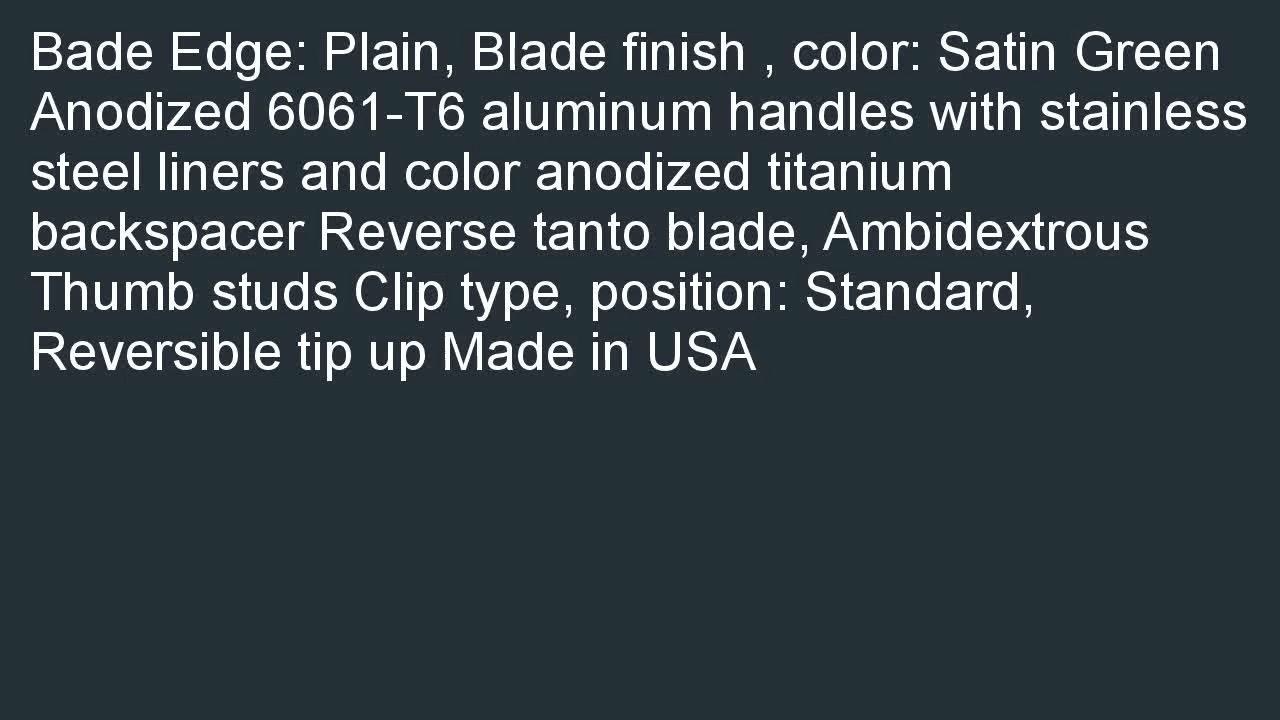 Bade Edge: Plain, Blade finish , color: Satin Green
Anodized 6061-T6 aluminum handles with stainless
steel liners and color anodized titanium
backspacer Reverse tanto blade, Ambidextrous
Thumb studs Clip type, position: Standard,
Reversible tip up Made in USA